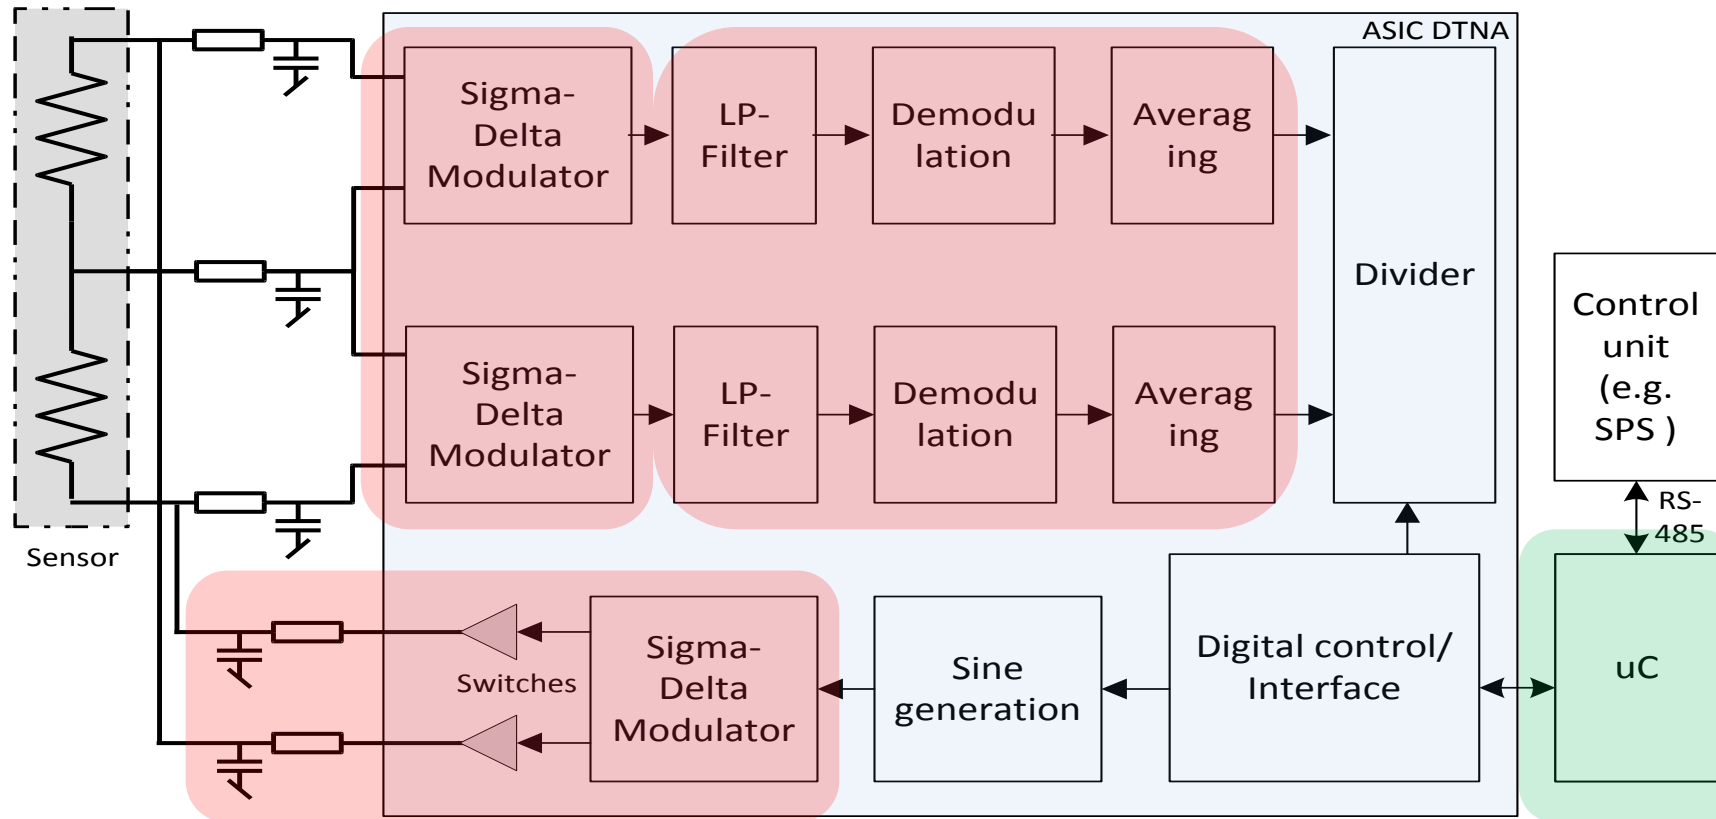 ASIC DTNA
Sigma-
Delta
Modulator
LP-
Filter
Demodu
lation
Averag
ing
Divider
Sigma-
Delta
Modulator
LP-
Filter
Demodu
lation
Averag
ing
Control
unit
(e.g.
SPS )
RS-
485
Sensor
Switches
Sigma-
Delta
Modulator
Sine
generation
Digital control/
Interface
uC